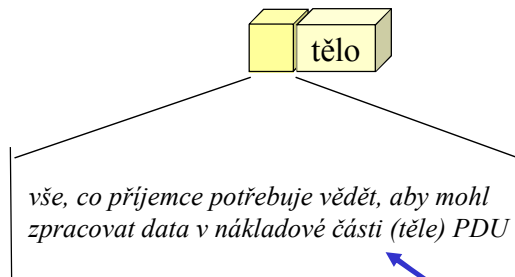 tělo
vše, co příjemce potřebuje vědět, aby mohl
zpracovat data v nákladové části (těle) PDU